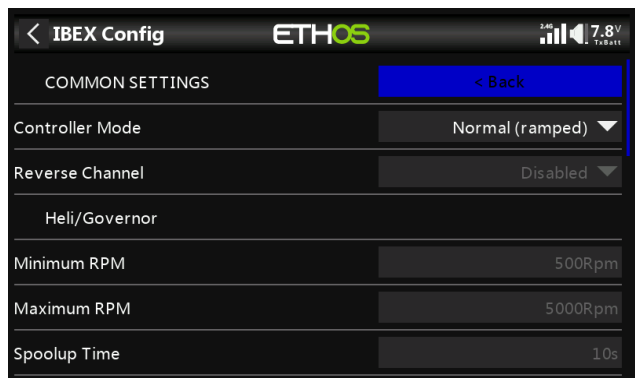 IBEX Config ETHOS 2.4G 7.8V
TxBatt
COMMON SETTINGS < Back
Controller Mode Normal (ramped)
Reverse Channel Disabled
Heli/Governor
Minimum RPM 500Rpm
Maximum RPM 5000Rpm
Spoolup Time 10s